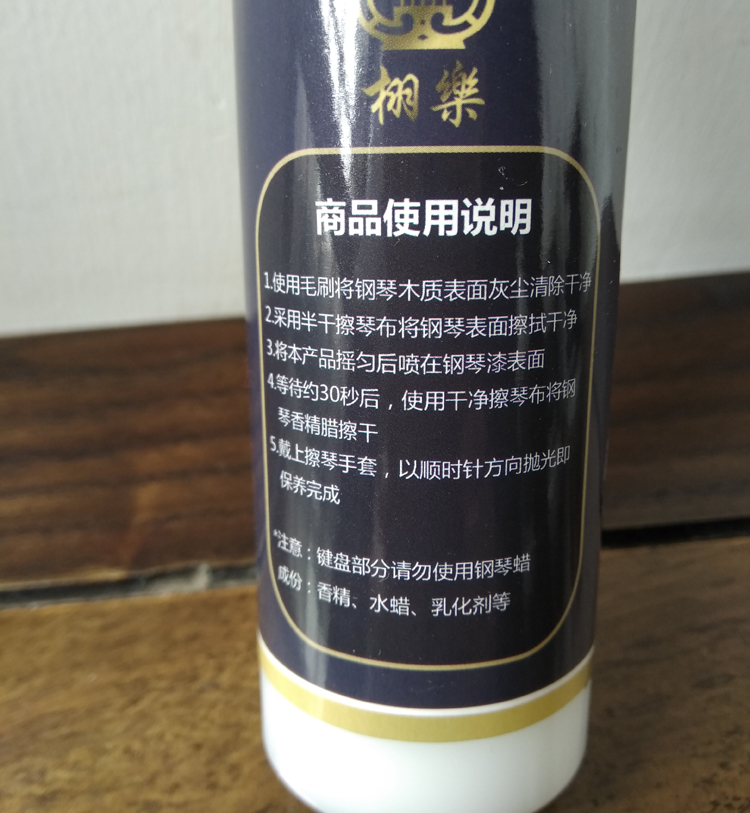 栩樂
商品使用说明
1.使用毛刷将钢琴木质表面灰尘清除干净
2.采用半干擦琴布将钢琴表面擦拭干净
3.将本产品摇匀后喷在钢琴漆表面
4.等待约30秒后，使用干净擦琴布将钢
琴香精腊擦干
5.戴上擦琴手套，以顺时针方向抛光即
保养完成
*注意：键盘部分请勿使用钢琴蜡
成份：香精、水蜡、乳化剂等